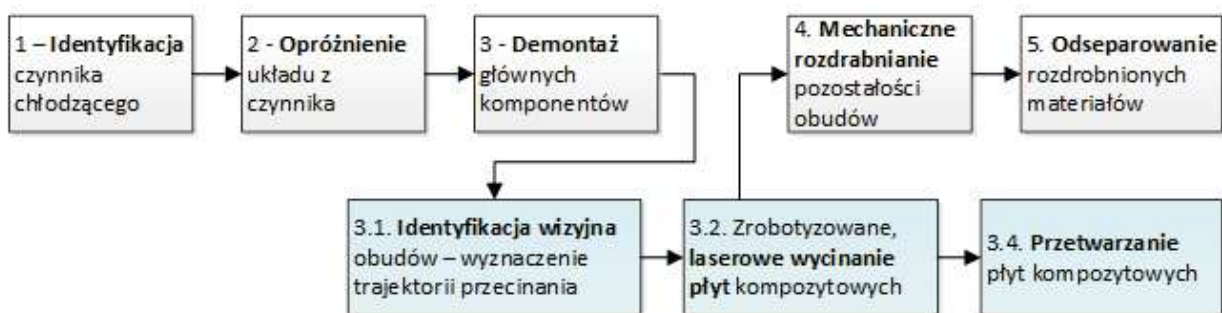 1 – Identyfikacja
czynnika
chłodzącego
2 - Opróżnienie
układu z
czynnika
3 - Demontaż
głównych
komponentów
4. Mechaniczne
rozdrabnianie
pozostałości
obudów
5. Odseparowanie
rozdrobnionych
materiałów
3.1. Identyfikacja wizyjna
obudów – wyznaczenie
trajektorii przecinania
3.2. Zrobotyzowane,
laserowe wycinanie
płyt kompozytowych
3.4. Przetwarzanie
płyt kompozytowych